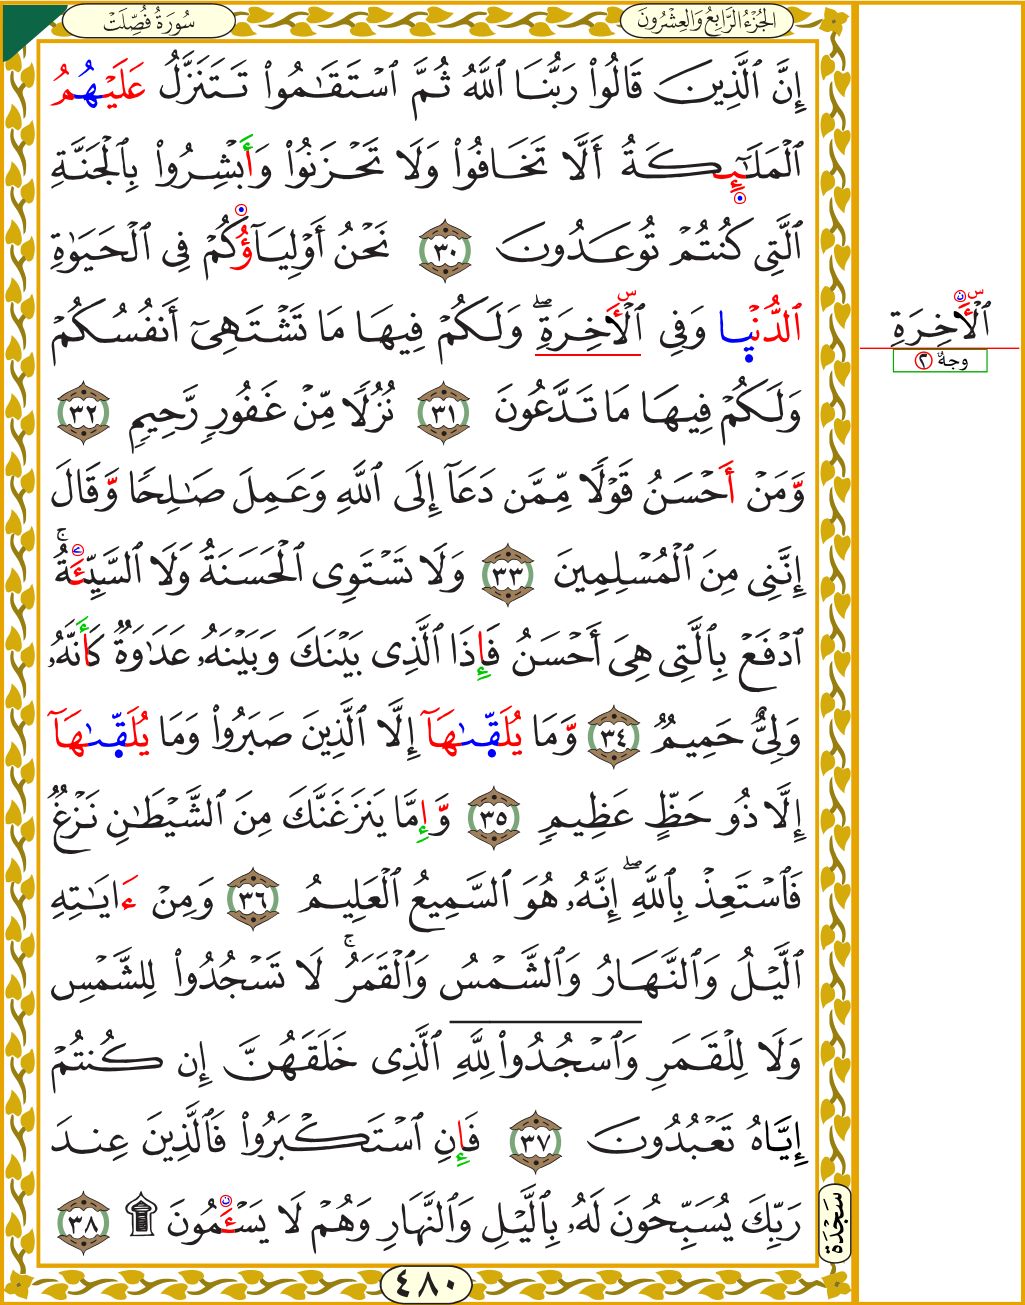 سُورَةُ فُصِّلَتْ
الجُزْءُ الرَّابِعُ وَالعِشْرُونَ
إِنَّ ٱلَّذِينَ قَالُوا۟ رَبُّنَا ٱللَّهُ ثُمَّ ٱسْتَقَٰمُوا۟ تَتَنَزَّلُ عَلَيْهُمُ
ٱلْمَلَٰٓئِكَةُ أَلَّا تَخَافُوا۟ وَلَا تَحْزَنُوا۟ وَأَبْشِرُوا۟ بِٱلْجَنَّةِ
ٱلَّتِى كُنتُمْ تُوعَدُونَ ٣٠ نَحْنُ أَوْلِيَآؤُكُمْ فِى ٱلْحَيَوٰةِ
ٱلدُّنْيٜا وَفِى ٱلْأَخِرَةِ ۖ وَلَكُمْ فِيهَا مَا تَشْتَهِىٓ أَنفُسُكُمْ
وَلَكُمْ فِيهَا مَا تَدَّعُونَ ٣١ نُزُلًا مِّنْ غَفُورٍ رَّحِيمٍ ٣٢
وَّمَنْ أَحْسَنُ قَوْلًا مِّمَّن دَعَآ إِلَى ٱللَّهِ وَعَمِلَ صَٰلِحًا وَّقَالَ
إِنَّنِى مِنَ ٱلْمُسْلِمِينَ ٣٣ وَلَا تَسْتَوِى ٱلْحَسَنَةُ وَلَا ٱلسَّيِّئَةُ ۚ
ٱدْفَعْ بِٱلَّتِى هِىَ أَحْسَنُ فَإِذَا ٱلَّذِى بَيْنَكَ وَبَيْنَهُۥ عَدَٰوَةٌ كَأَنَّهُۥ
وَلِىٌّ حَمِيمٌ ٣٤ وَّمَا يُلَقّٜىٰهَآ إِلَّا ٱلَّذِينَ صَبَرُوا۟ وَمَا يُلَقّٜىٰهَآ
إِلَّا ذُو حَظٍّ عَظِيمٍ ٣٥ وَّإِمَّا يَنزَغَنَّكَ مِنَ ٱلشَّيْطَٰنِ نَزْغٌ
فَٱسْتَعِذْ بِٱللَّهِ ۖ إِنَّهُۥ هُوَ ٱلسَّمِيعُ ٱلْعَلِيمُ ٣٦ وَمِنْ ءَايَٰتِهِ
ٱلَّيْلُ وَٱلنَّهَارُ وَٱلشَّمْسُ وَٱلْقَمَرُ ۚ لَا تَسْجُدُوا۟ لِلشَّمْسِ
وَلَا لِلْقَمَرِ وَٱسْجُدُوا۟ لِلَّهِ ٱلَّذِى خَلَقَهُنَّ إِن كُنتُمْ
إِيَّاهُ تَعْبُدُونَ ٣٧ فَإِنِ ٱسْتَكْبَرُوا۟ فَٱلَّذِينَ عِندَ
رَبِّكَ يُسَبِّحُونَ لَهُۥ بِٱلَّيْلِ وَٱلنَّهَارِ وَهُمْ لَا يَسْـَٔمُونَ ۩ ٣٨
سَجْدَة
٤٨٠
ٱلْأَخِرَةِ
وجهٌ ٢